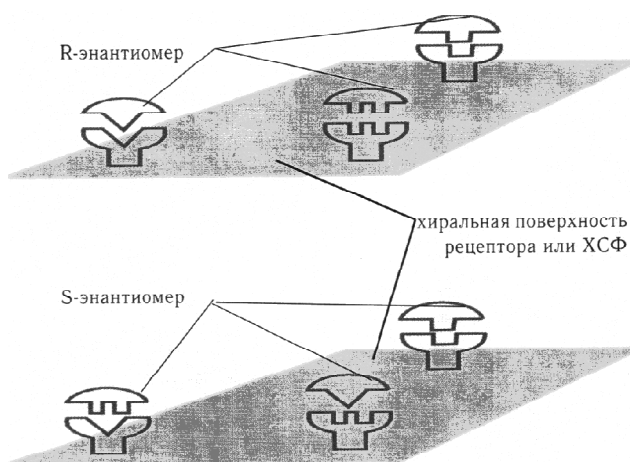 R-энантиомер
хиральная поверхность
рецептора или ХСФ
S-энантиомер